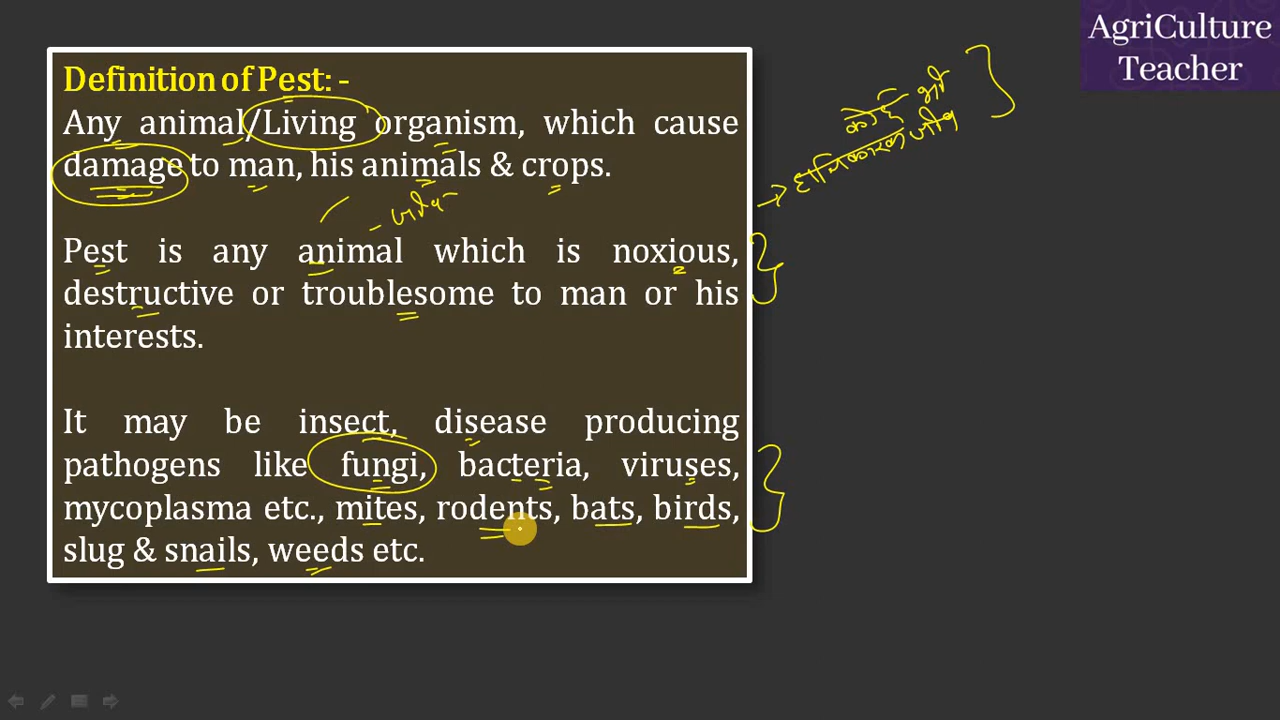 AgriCulture
Teacher
Definition of Pest: -
Any animal/Living organism, which cause
damage to man, his animals & crops.
Pest is any animal which is noxious,
destructive or troublesome to man or his
interests.
It may be insect, disease producing
pathogens like fungi, bacteria, viruses,
mycoplasma etc., mites, rodents, bats, birds,
slug & snails, weeds etc.
कोई भी
हानिकारक जीव
जीव